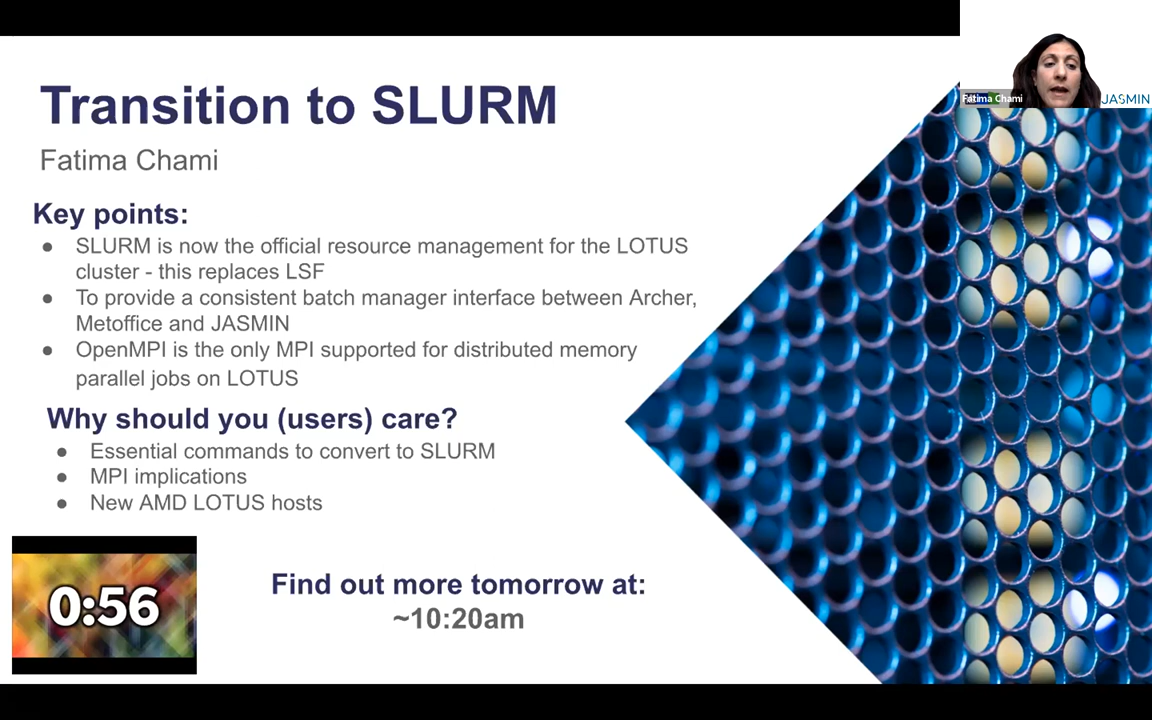 Transition to SLURM
Fatima Chami
Key points:
● SLURM is now the official resource management for the LOTUS
cluster - this replaces LSF
● To provide a consistent batch manager interface between Archer,
Metoffice and JASMIN
● OpenMPI is the only MPI supported for distributed memory
parallel jobs on LOTUS
Why should you (users) care?
● Essential commands to convert to SLURM
● MPI implications
● New AMD LOTUS hosts
0:56
Find out more tomorrow at:
~10:20am
Fatima Chami
JASMIN